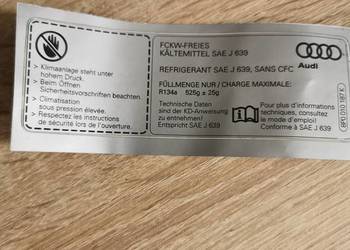 > Klimaanlage steht unter
hohem Druck.
> Beim Öffnen
Sicherheitsvorschriften beachten.
> Climatisation
sous pression élevée.
> Respectez les instructions
de sécurité lors de l'ouverture.
FCKW-FREIES
KÄLTEMITTEL SAE J 639
REFRIGERANT SAE J 639, SANS CFC
FÜLLMENGE NUR / CHARGE MAXIMALE:
R134a 525g ± 25g
Technische Daten
sind der KD-Anweisung
zu entnehmen!
Entspricht SAE J 639
Audi
Pour plus d'informations
techniques, consultez
le mode d'emploi!
Conforme à SAE J 639
8P0 010 187 K